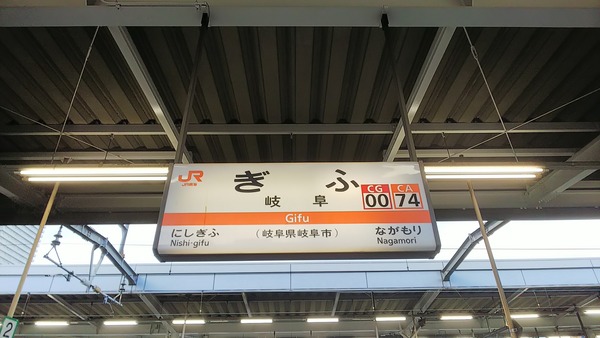 JR
ぎ ふ
岐 阜
CG CA
00 74
Gifu
にしぎふ (岐阜県岐阜市) ながもり
Nishi-gifu Nagamori
2